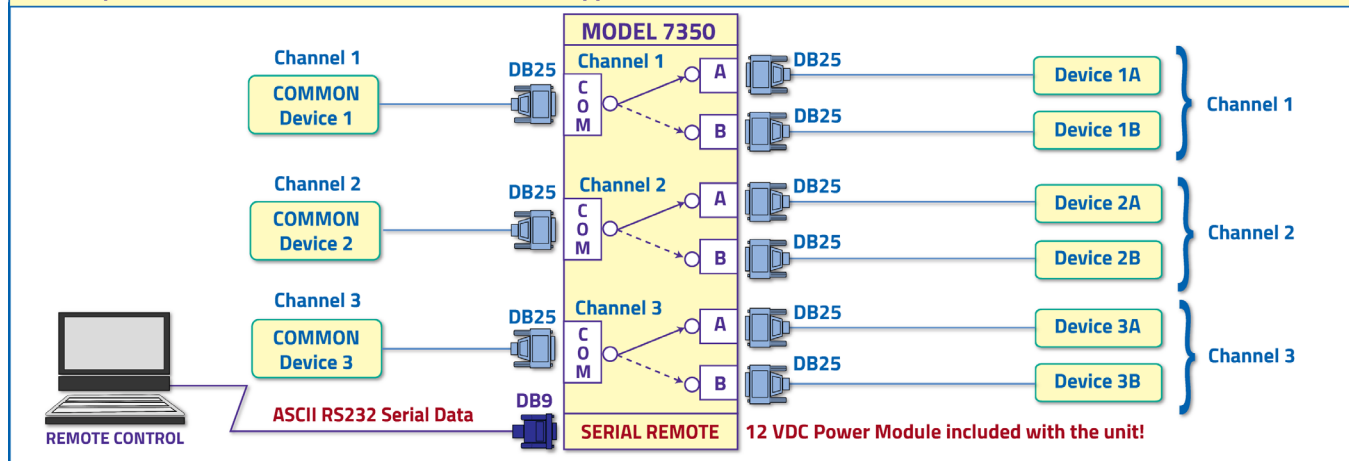 MODEL 7350
Channel 1
COMMON
Device 1
DB25
Channel 1
COM
A
B
DB25
DB25
Device 1A
Device 1B
Channel 1
Channel 2
COMMON
Device 2
DB25
Channel 2
COM
A
B
DB25
DB25
Device 2A
Device 2B
Channel 2
Channel 3
COMMON
Device 3
DB25
Channel 3
COM
A
B
DB25
DB25
Device 3A
Device 3B
Channel 3
REMOTE CONTROL
ASCII RS232 Serial Data
DB9
SERIAL REMOTE
12 VDC Power Module included with the unit!